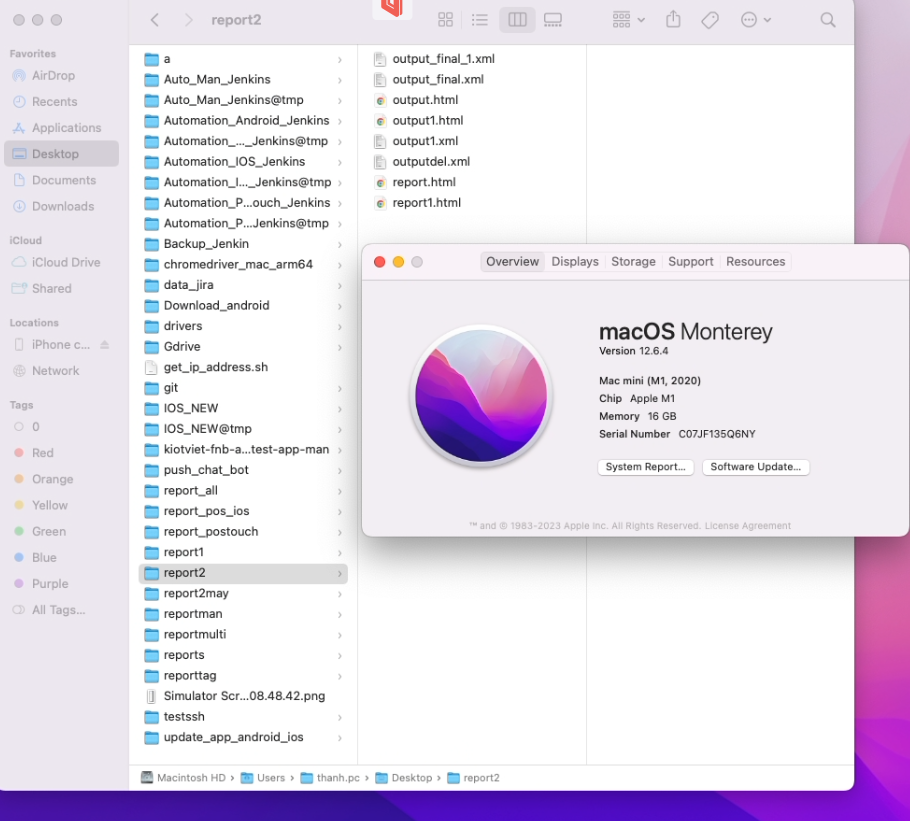 report2
Favorites
AirDrop
Recents
Applications
Desktop
Documents
Downloads
iCloud
iCloud Drive
Shared
Locations
iPhone c...
Network
Tags
0
Red
Orange
Yellow
Green
Blue
Purple
All Tags...
a
Auto_Man_Jenkins
Auto_Man_Jenkins@tmp
Automation_Android_Jenkins
Automation_..._Jenkins@tmp
Automation_IOS_Jenkins
Automation_I..._Jenkins@tmp
Automation_P...ouch_Jenkins
Automation_P...Jenkins@tmp
Backup_Jenkin
chromedriver_mac_arm64
data_jira
Download_android
drivers
Gdrive
get_ip_address.sh
git
IOS_NEW
IOS_NEW@tmp
kiotviet-fnb-a...test-app-man
push_chat_bot
report_all
report_pos_ios
report_postouch
report1
report2
report2may
reportman
reportmulti
reports
reporttag
Simulator Scr...08.48.42.png
testssh
update_app_android_ios
output_final_1.xml
output_final.xml
output.html
output1.html
output1.xml
outputdel.xml
report.html
report1.html
Overview Displays Storage Support Resources
macOS Monterey
Version 12.6.4
Mac mini (M1, 2020)
Chip Apple M1
Memory 16 GB
Serial Number C07JF135Q6NY
System Report... Software Update...
™ and © 1983-2023 Apple Inc. All Rights Reserved. License Agreement
Macintosh HD › Users › thanh.pc › Desktop › report2